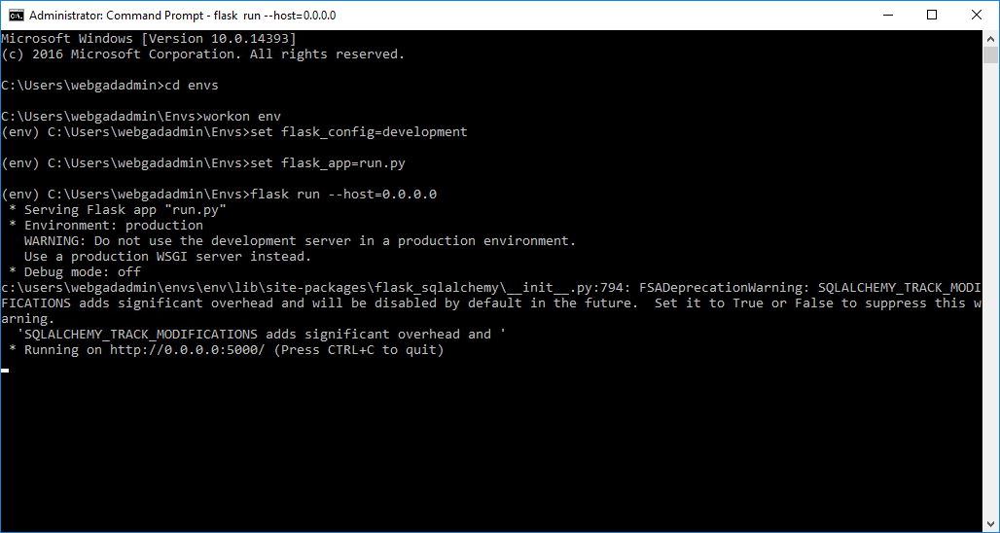 Administrator: Command Prompt - flask  run --host=0.0.0.0
Microsoft Windows [Version 10.0.14393]
(c) 2016 Microsoft Corporation. All rights reserved.
C:\Users\webgadadmin>cd envs
C:\Users\webgadadmin\Envs>workon env
(env) C:\Users\webgadadmin\Envs>set flask_config=development
(env) C:\Users\webgadadmin\Envs>set flask_app=run.py
(env) C:\Users\webgadadmin\Envs>flask run --host=0.0.0.0
 * Serving Flask app "run.py"
 * Environment: production
   WARNING: Do not use the development server in a production environment.
   Use a production WSGI server instead.
 * Debug mode: off
c:\users\webgadadmin\envs\env\lib\site-packages\flask_sqlalchemy\__init__.py:794: FSADeprecationWarning: SQLALCHEMY_TRACK_MODI
FICATIONS adds significant overhead and will be disabled by default in the future.  Set it to True or False to suppress this w
arning.
  'SQLALCHEMY_TRACK_MODIFICATIONS adds significant overhead and '
 * Running on http://0.0.0.0:5000/ (Press CTRL+C to quit)